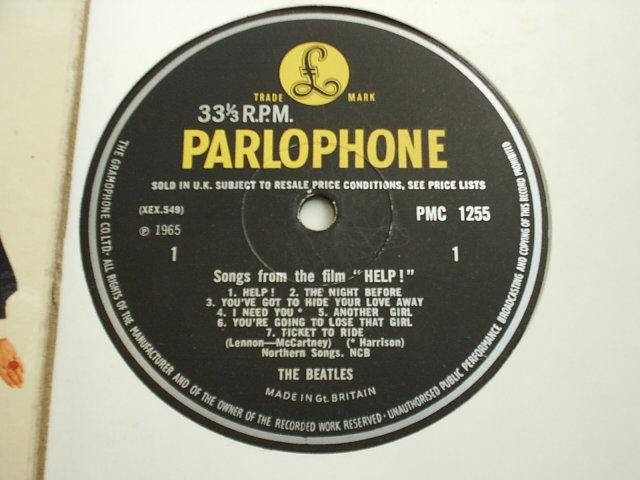 £
TRADE MARK
33⅓ R.P.M.
PARLOPHONE
SOLD IN U.K. SUBJECT TO RESALE PRICE CONDITIONS, SEE PRICE LISTS
(XEX.549)
PMC 1255
℗ 1965
1
1
Songs from the film "HELP!"
1. HELP! 2. THE NIGHT BEFORE
3. YOU'VE GOT TO HIDE YOUR LOVE AWAY
4. I NEED YOU * 5. ANOTHER GIRL
6. YOU'RE GOING TO LOSE THAT GIRL
7. TICKET TO RIDE
(Lennon—McCartney) (* Harrison)
Northern Songs. NCB
THE BEATLES
MADE IN Gt. BRITAIN
THE GRAMOPHONE CO. LTD. · ALL RIGHTS OF THE MANUFACTURER AND OF THE OWNER OF THE RECORDED WORK RESERVED · UNAUTHORISED PUBLIC PERFORMANCE BROADCASTING AND COPYING OF THIS RECORD PROHIBITED